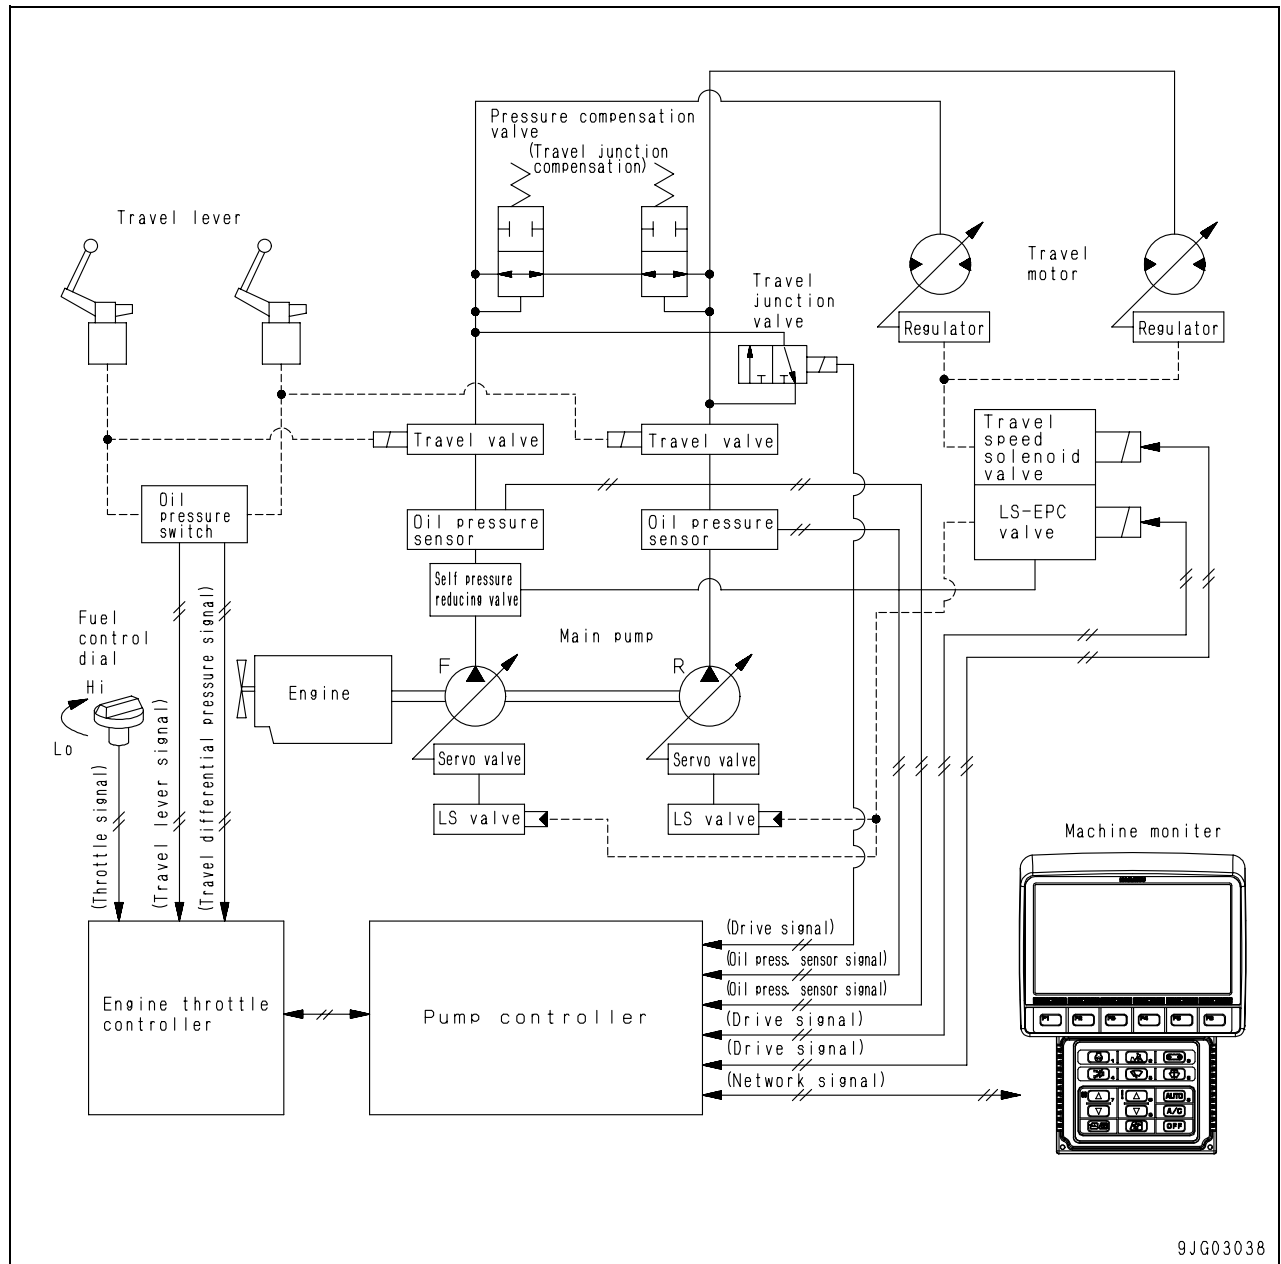 Pressure compensation
valve
(Travel junction
compensation)
Travel lever
Travel
motor
Travel
junction
valve
Regulator
Regulator
Travel valve
Travel valve
Travel
speed
solenoid
valve
Oil
pressure
switch
Oil pressure
sensor
Oil pressure
sensor
LS-EPC
valve
Self pressure
reducing valve
Fuel
control
dial
Hi
Lo
Main pump
F
R
Engine
Servo valve
Servo valve
LS valve
LS valve
(Throttle signal)
(Travel lever signal)
(Travel differential pressure signal)
Machine moniter
(Drive signal)
(Oil press. sensor signal)
(Oil press. sensor signal)
(Drive signal)
(Drive signal)
(Network signal)
Engine throttle
controller
Pump controller
AUTO
A/C
OFF
9JG03038